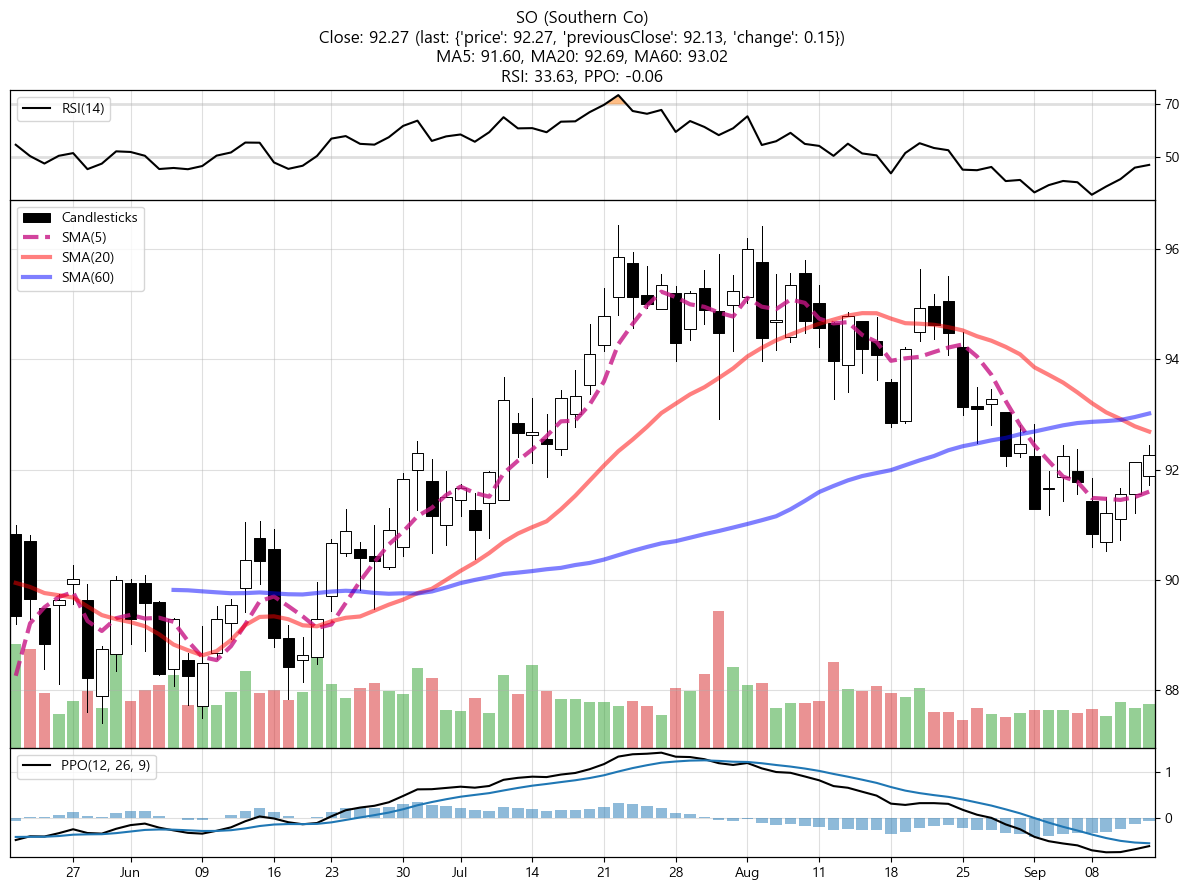 SO (Southern Co)
Close: 92.27 (last: {'price': 92.27, 'previousClose': 92.13, 'change': 0.15})
MA5: 91.60, MA20: 92.69, MA60: 93.02
RSI: 33.63, PPO: -0.06
RSI(14)
70
50
Candlesticks
SMA(5)
SMA(20)
SMA(60)
96
94
92
90
88
PPO(12, 26, 9)
1
0
27 Jun 09 16 23 30 Jul 14 21 28 Aug 11 18 25 Sep 08